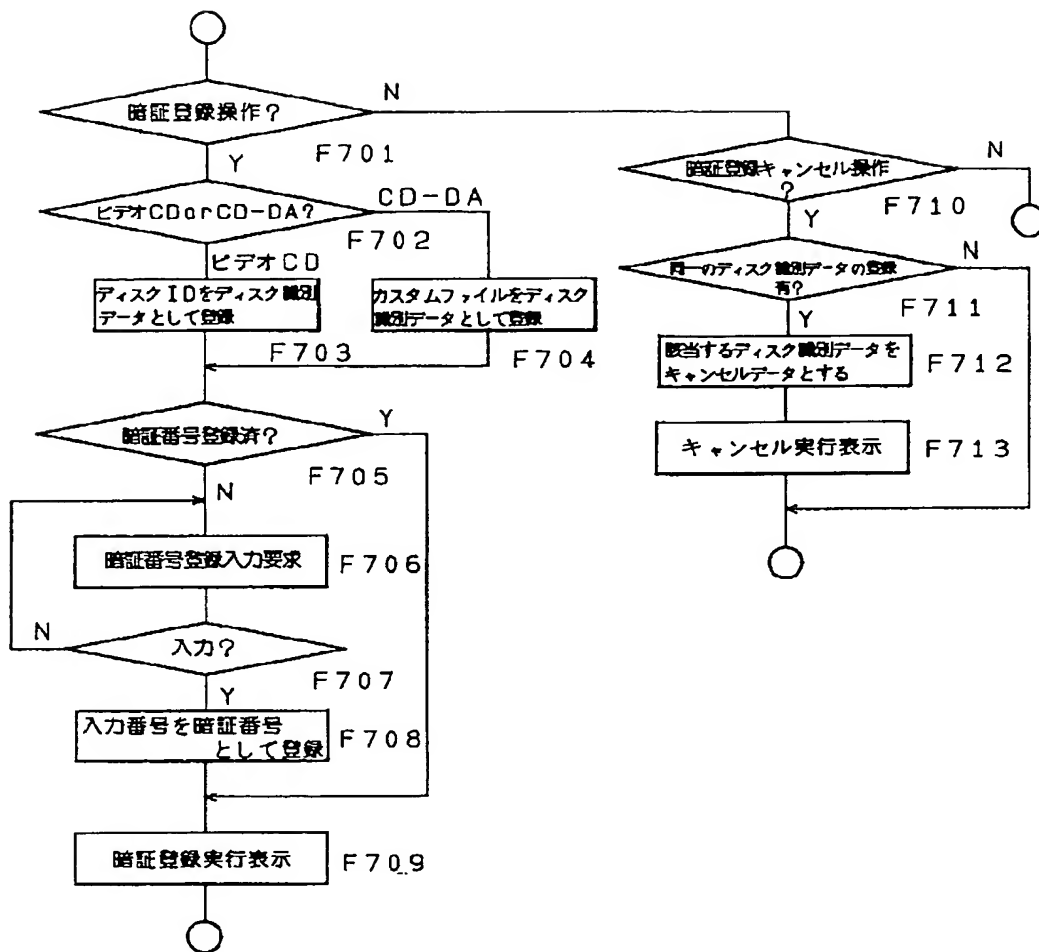 暗証登録操作?
N
F701
Y
ビデオCDorCD-DA?
CD-DA
F702
ビデオCD
ディスクIDをディスク識別
データとして登録
F703
カスタムファイルをディスク
識別データとして登録
F704
暗証番号登録済?
Y
F705
N
暗証番号登録入力要求
F706
入力?
N
F707
Y
入力番号を暗証番号
として登録
F708
暗証登録実行表示
F709
暗証登録キャンセル操作
?
N
F710
Y
同一のディスク識別データの登録
有?
N
F711
Y
該当するディスク識別データを
キャンセルデータとする
F712
キャンセル実行表示
F713